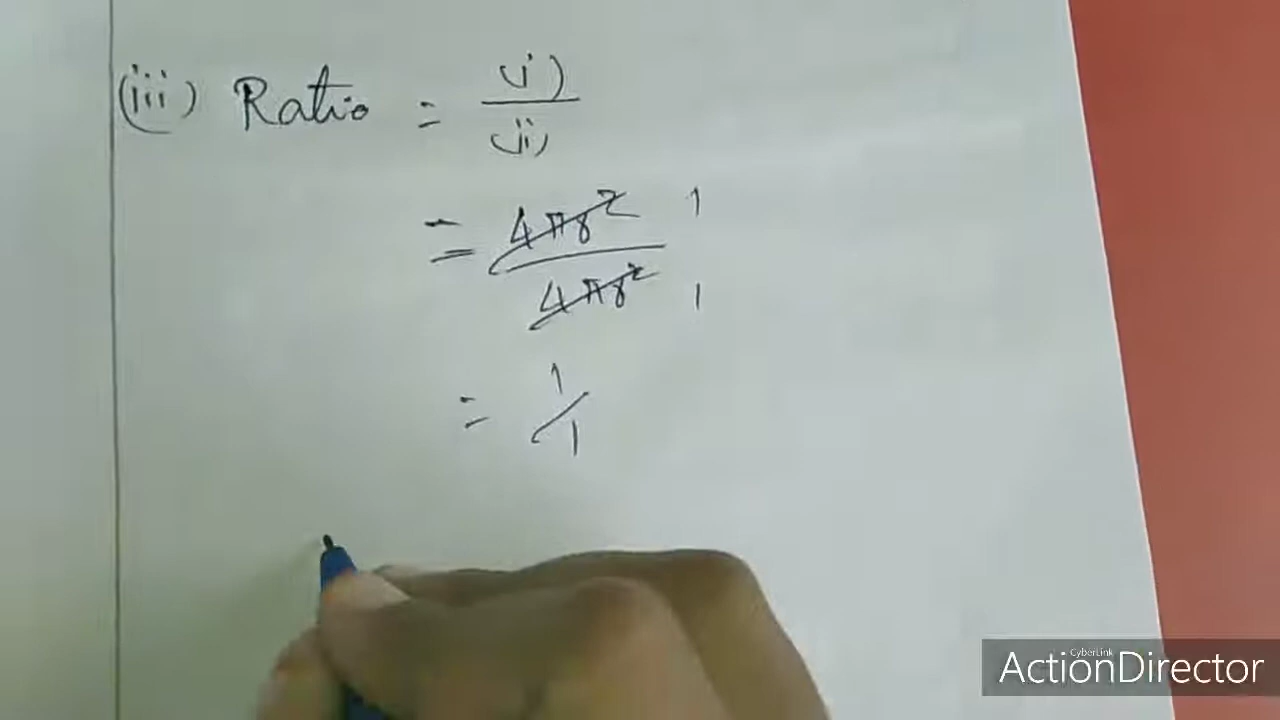 (iii) Ratio = (i)
(ii)
= 4πr² 1
4πr² 1
= 1/1
CyberLink
ActionDirector